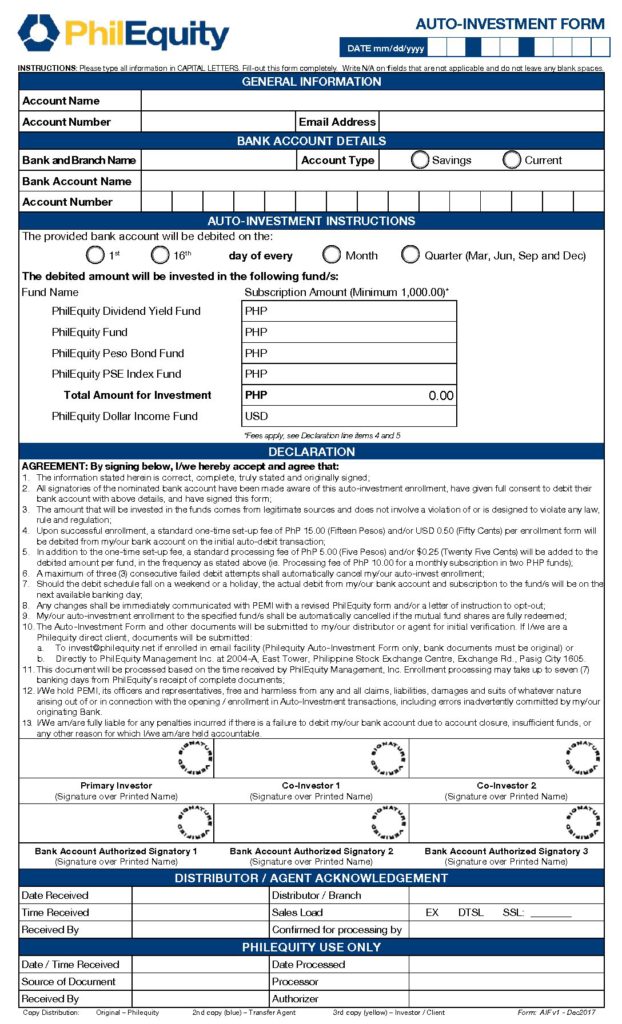 PhilEquity
AUTO-INVESTMENT FORM
DATE mm/dd/yyyy
INSTRUCTIONS: Please type all information in CAPITAL LETTERS. Fill-out this form completely. Write N/A on fields that are not applicable and do not leave any blank spaces.
GENERAL INFORMATION
Account Name
Account Number Email Address
BANK ACCOUNT DETAILS
Bank and Branch Name Account Type Savings Current
Bank Account Name
Account Number
AUTO-INVESTMENT INSTRUCTIONS
The provided bank account will be debited on the:
1st 16th day of every Month Quarter (Mar, Jun, Sep and Dec)
The debited amount will be invested in the following fund/s:
Fund Name Subscription Amount (Minimum 1,000.00)*
PhilEquity Dividend Yield Fund PHP
PhilEquity Fund PHP
PhilEquity Peso Bond Fund PHP
PhilEquity PSE Index Fund PHP
Total Amount for Investment PHP 0.00
PhilEquity Dollar Income Fund USD
*Fees apply, see Declaration line items 4 and 5
DECLARATION
AGREEMENT: By signing below, I/we hereby accept and agree that:
1. The information stated herein is correct, complete, truly stated and originally signed;
2. All signatories of the nominated bank account have been made aware of this auto-investment enrollment, have given full consent to debit their
bank account with above details, and have signed this form;
3. The amount that will be invested in the funds comes from legitimate sources and does not involve a violation of or is designed to violate any law,
rule and regulation;
4. Upon successful enrollment, a standard one-time set-up fee of PhP 15.00 (Fifteen Pesos) and/or USD 0.50 (Fifty Cents) per enrollment form will
be debited from my/our bank account on the initial auto-debit transaction;
5. In addition to the one-time set-up fee, a standard processing fee of PhP 5.00 (Five Pesos) and/or $0.25 (Twenty Five Cents) will be added to the
debited amount per fund, in the frequency as stated above (ie. Processing fee of PhP 10.00 for a monthly subscription in two PHP funds);
6. A maximum of three (3) consecutive failed debit attempts shall automatically cancel my/our auto-invest enrollment;
7. Should the debit schedule fall on a weekend or a holiday, the actual debit from my/our bank account and subscription to the fund/s will be on the
next available banking day;
8. Any changes shall be immediately communicated with PEMI with a revised PhilEquity form and/or a letter of instruction to opt-out;
9. My/our auto-investment enrollment to the specified fund/s shall be automatically cancelled if the mutual fund shares are fully redeemed;
10. The Auto-Investment Form and other documents will be submitted to my/our distributor or agent for initial verification. If I/we are a
Philequity direct client, documents will be submitted:
a. To invest@philequity.net if enrolled in email facility (Philequity Auto-Investment Form only, bank documents must be original) or
b. Directly to PhilEquity Management Inc. at 2004-A, East Tower, Philippine Stock Exchange Centre, Exchange Rd., Pasig City 1605.
11. This document will be processed based on the time received by PhilEquity Management, Inc. Enrollment processing may take up to seven (7)
banking days from PhilEquity's receipt of complete documents;
12. I/We hold PEMI, its officers and representatives, free and harmless from any and all claims, liabilities, damages and suits of whatever nature
arising out of or in connection with the opening / enrollment in Auto-Investment transactions, including errors inadvertently committed by my/our
originating Bank.
13. I/We am/are fully liable for any penalties incurred if there is a failure to debit my/our bank account due to account closure, insufficient funds, or
any other reason for which I/we am/are held accountable.
SIGNATURE ORIGINAL SIGNATURE ORIGINAL SIGNATURE ORIGINAL
Primary Investor Co-Investor 1 Co-Investor 2
(Signature over Printed Name) (Signature over Printed Name) (Signature over Printed Name)
SIGNATURE ORIGINAL SIGNATURE ORIGINAL SIGNATURE ORIGINAL
Bank Account Authorized Signatory 1 Bank Account Authorized Signatory 2 Bank Account Authorized Signatory 3
(Signature over Printed Name) (Signature over Printed Name) (Signature over Printed Name)
DISTRIBUTOR / AGENT ACKNOWLEDGEMENT
Date Received Distributor / Branch
Time Received Sales Load EX DTSL SSL: _______
Received By Confirmed for processing by
PHILEQUITY USE ONLY
Date / Time Received Date Processed
Source of Document Processor
Received By Authorizer
Copy Distribution: Original – Philequity 2nd copy (blue) – Transfer Agent 3rd copy (yellow) – Investor / Client Form: AIF v1 - Dec2017